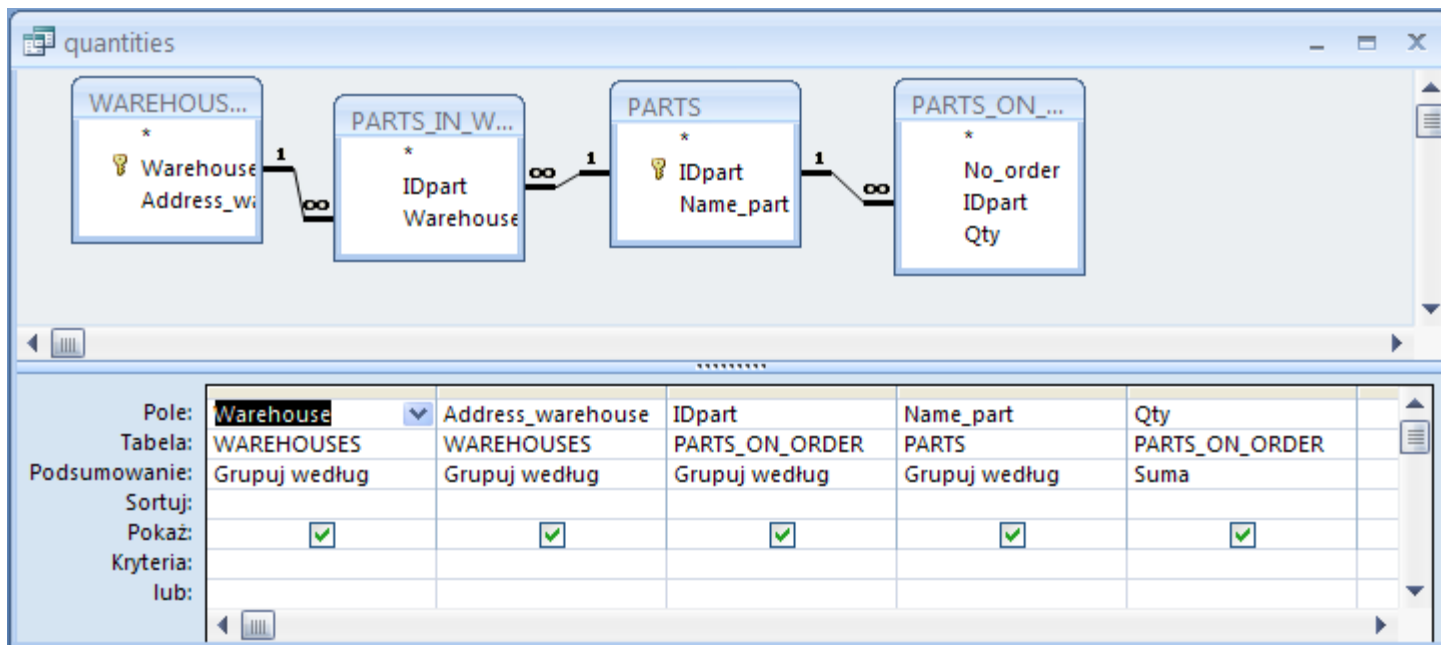 quantities
WAREHOUS...
*
Warehouse
Address_wa
PARTS_IN_W...
*
IDpart
Warehouse
PARTS
*
IDpart
Name_part
PARTS_ON_...
*
No_order
IDpart
Qty
1
∞
∞
1
1
∞
Pole: Warehouse Address_warehouse IDpart Name_part Qty
Tabela: WAREHOUSES WAREHOUSES PARTS_ON_ORDER PARTS PARTS_ON_ORDER
Podsumowanie: Grupuj według Grupuj według Grupuj według Grupuj według Suma
Sortuj:
Pokaż:
Kryteria:
lub: